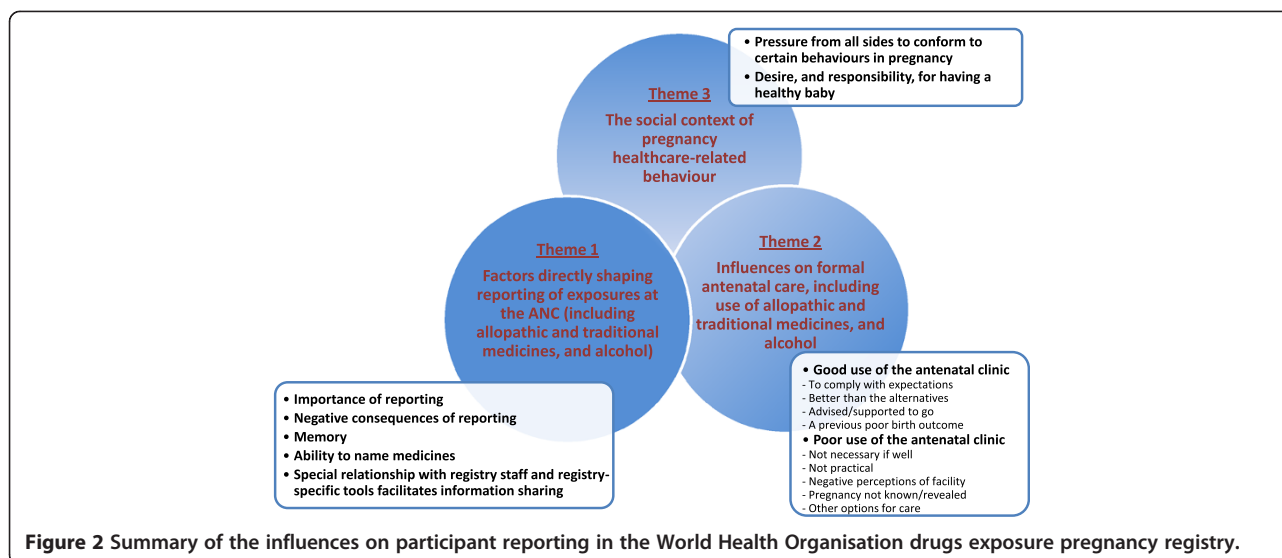 • Pressure from all sides to conform to
certain behaviours in pregnancy
• Desire, and responsibility, for having a
healthy baby
Theme 3
The social context of
pregnancy
healthcare-related
behaviour
Theme 1
Factors directly shaping
reporting of exposures at
the ANC (including
allopathic and traditional
medicines, and alcohol)
Theme 2
Influences on formal
antenatal care, including
use of allopathic and
traditional medicines, and
alcohol
• Importance of reporting
• Negative consequences of reporting
• Memory
• Ability to name medicines
• Special relationship with registry staff and registry-
specific tools facilitates information sharing
• Good use of the antenatal clinic
- To comply with expectations
- Better than the alternatives
- Advised/supported to go
- A previous poor birth outcome
• Poor use of the antenatal clinic
- Not necessary if well
- Not practical
- Negative perceptions of facility
- Pregnancy not known/revealed
- Other options for care
Figure 2 Summary of the influences on participant reporting in the World Health Organisation drugs exposure pregnancy registry.